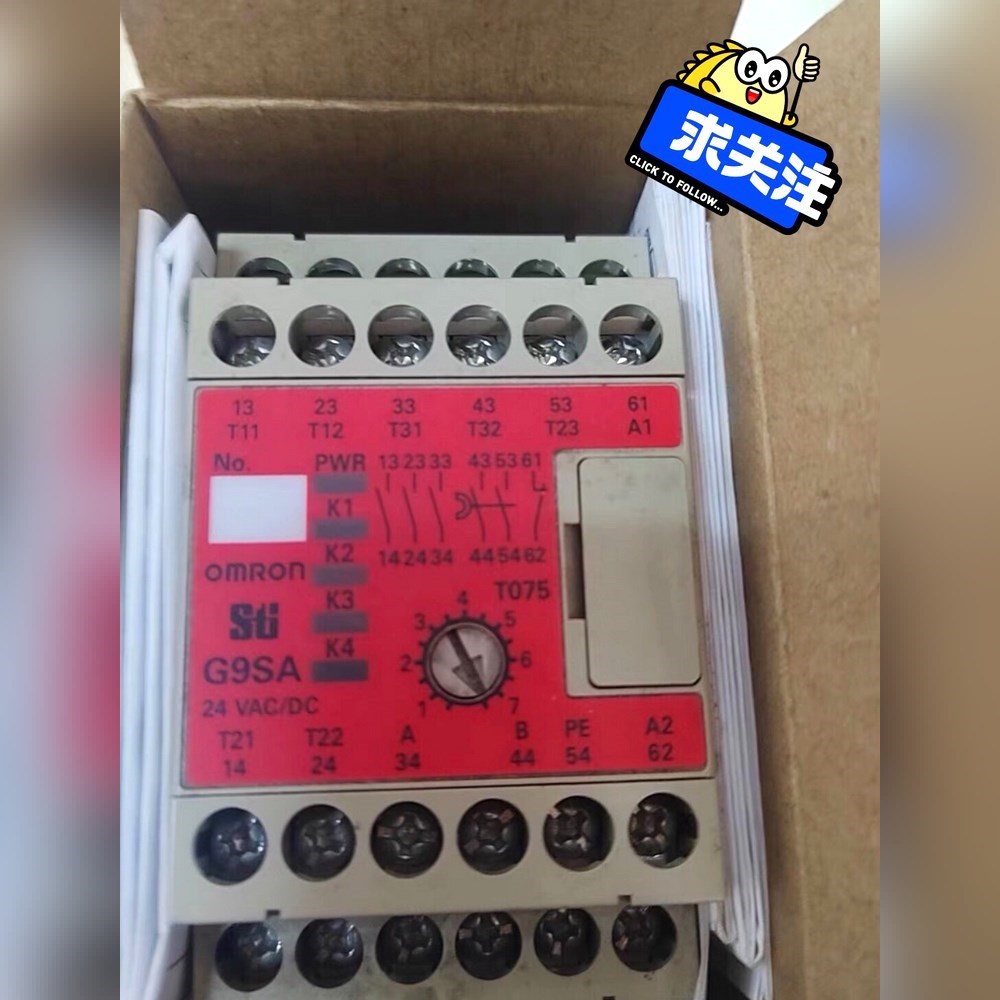 求关注
CLICK TO FOLLOW...
13 23 33 43 53 61
T11 T12 T31 T32 T23 A1
No. PWR 13 23 33 43 53 61
K1
K2
14 24 34 44 54 62
omron
T075
K3
Sti
K4
G9SA
1 2 3 4 5 6 7
24 VAC/DC
T21 T22 A B PE A2
14 24 34 44 54 62